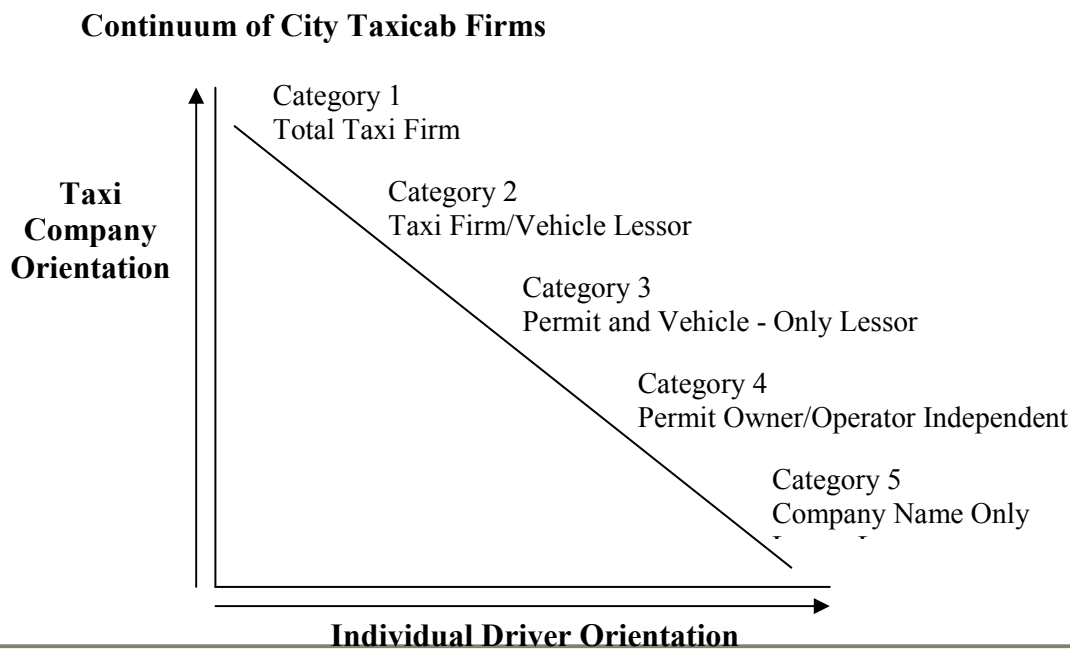 Continuum of City Taxicab Firms
Category 1
Total Taxi Firm
Category 2
Taxi Firm/Vehicle Lessor
Taxi
Company
Orientation
Category 3
Permit and Vehicle - Only Lessor
Category 4
Permit Owner/Operator Independent
Category 5
Company Name Only
Individual Driver Orientation